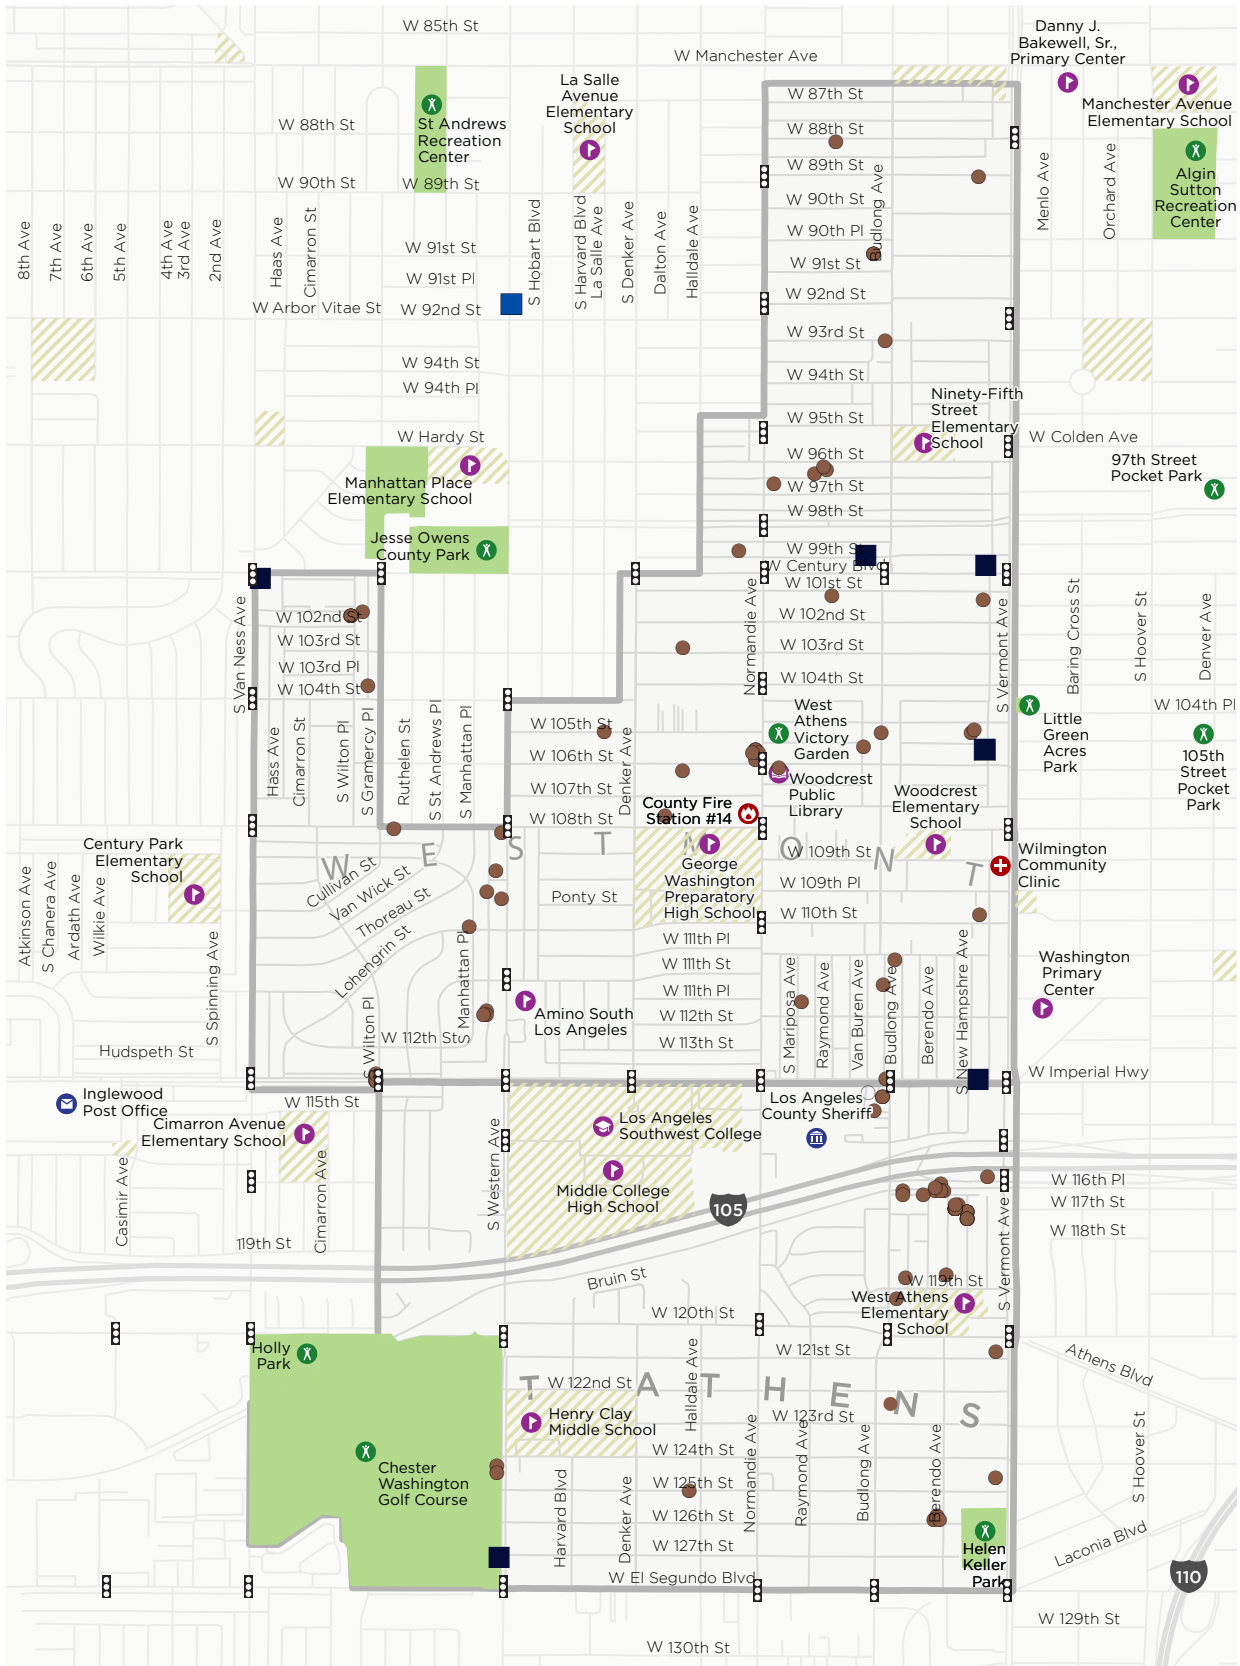 W 85th St
W Manchester Ave
Danny J.
Bakewell, Sr.,
Primary Center
La Salle
Avenue
Elementary
School
W 87th St
Manchester Avenue
Elementary School
St Andrews
Recreation
Center
W 88th St
W 88th St
W 89th St
W 90th St
W 89th St
W 90th St
Algin
Sutton
Recreation
Center
Menlo Ave
Orchard Ave
Budlong Ave
8th Ave
7th Ave
6th Ave
5th Ave
4th Ave
3rd Ave
2nd Ave
Haas Ave
Cimarron St
S Hobart Blvd
S Harvard Blvd
La Salle Ave
S Denker Ave
Dalton Ave
Halldale Ave
W 90th Pl
W 91st St
W 91st St
W 91st Pl
W Arbor Vitae St
W 92nd St
W 92nd St
W 93rd St
W 94th St
W 94th Pl
W 94th St
Ninety-Fifth
Street
Elementary
School
W 95th St
W Hardy St
W Colden Ave
W 96th St
97th Street
Pocket Park
Manhattan Place
Elementary School
W 97th St
W 98th St
Jesse Owens
County Park
W 99th St
W Century Blvd
W 101st St
W 102nd St
W 102nd St
W 103rd St
W 103rd St
W 103rd Pl
W 104th St
W 104th St
S Van Ness Ave
Normandie Ave
S Vermont Ave
Baring Cross St
S Hoover St
Denver Ave
W 104th Pl
Hass Ave
Cimarron St
S Wilton Pl
S Gramercy Pl
Ruthelen St
S St Andrews Pl
S Manhattan Pl
W 105th St
W 106th St
W 107th St
W 108th St
Denker Ave
West
Athens
Victory
Garden
Little
Green
Acres
Park
105th
Street
Pocket
Park
Woodcrest
Public
Library
Woodcrest
Elementary
School
County Fire
Station #14
W E S T M O N T
Century Park
Elementary
School
George
Washington
Preparatory
High School
W 109th St
W 109th Pl
W 110th St
Wilmington
Community
Clinic
Cullivan St
Van Wick St
Thoreau St
Lohengrin St
Ponty St
Atkinson Ave
S Chanera Ave
Ardath Ave
Wilkie Ave
S Spinning Ave
W 111th Pl
W 111th St
W 111th Pl
W 112th St
W 113th St
S Manhattan Pl
S Wilton Pl
W 112th St
Amino South
Los Angeles
S Mariposa Ave
Raymond Ave
Van Buren Ave
Budlong Ave
Berendo Ave
S New Hampshire Ave
Washington
Primary
Center
Hudspeth St
W Imperial Hwy
Inglewood
Post Office
W 115th St
Cimarron Avenue
Elementary School
Los Angeles
Southwest College
Los Angeles
County Sheriff
Middle College
High School
Casimir Ave
Cimarron Ave
S Western Ave
W 116th Pl
W 117th St
W 118th St
105
119th St
S Vermont Ave
Bruin St
W 119th St
West Athens
Elementary
School
W 120th St
Holly
Park
W 121st St
Athens Blvd
W 122nd St
T A T H E N S
Halldale Ave
Henry Clay
Middle School
W 123rd St
W 124th St
Chester
Washington
Golf Course
W 125th St
W 126th St
W 127th St
Harvard Blvd
Denker Ave
Normandie Ave
Raymond Ave
Budlong Ave
Berendo Ave
S Hoover St
Laconia Blvd
Helen
Keller
Park
W El Segundo Blvd
110
W 129th St
W 130th St